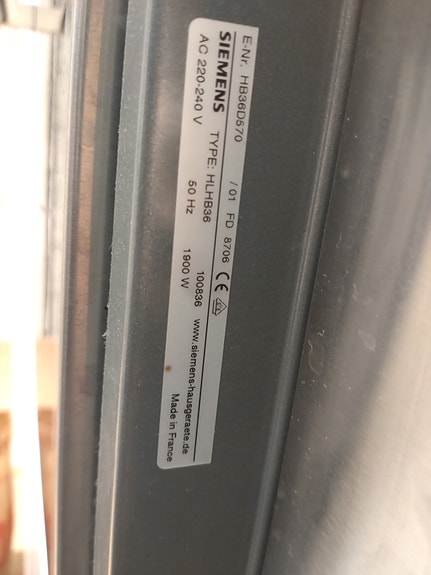 E-Nr. HB36D570 /01 FD 8706 CE
SIEMENS TYPE: HLHB36 100836 www.siemens-hausgeraete.de
AC 220-240 V 50 Hz 1900 W Made in France